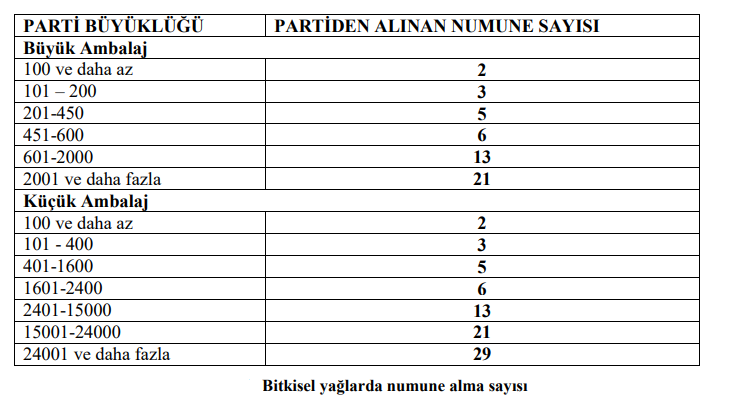 PARTİ BÜYÜKLÜĞÜ PARTİDEN ALINAN NUMUNE SAYISI
Büyük Ambalaj
100 ve daha az 2
101 – 200 3
201-450 5
451-600 6
601-2000 13
2001 ve daha fazla 21
Küçük Ambalaj
100 ve daha az 2
101 - 400 3
401-1600 5
1601-2400 6
2401-15000 13
15001-24000 21
24001 ve daha fazla 29
Bitkisel yağlarda numune alma sayısı